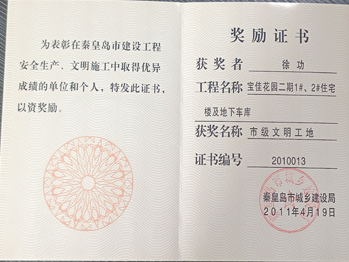 为表彰在秦皇岛市建设工程
安全生产、文明施工中取得优异
成绩的单位和个人，特发此证书，
以资奖励。
奖励证书
获奖者 徐功
工程名称 宝佳花园二期1#、2#住宅
楼及地下车库
获奖名称 市级文明工地
证书编号 2010013
秦皇岛市城乡建设局
2011年4月19日